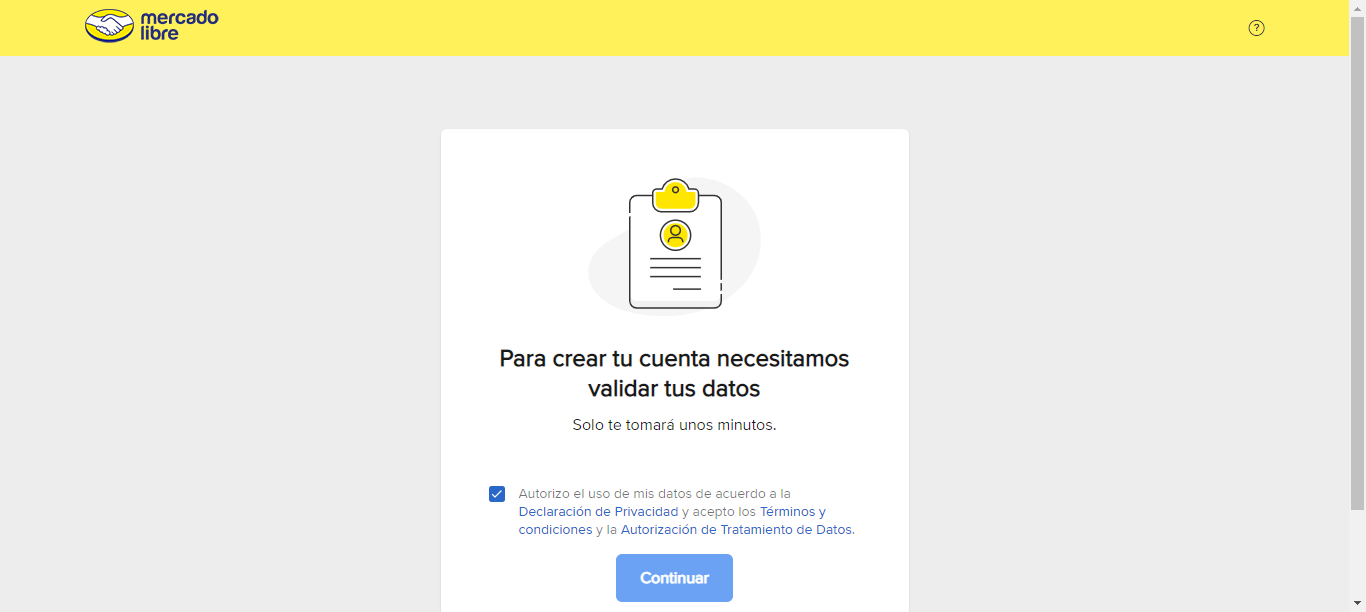 mercado
libre
?
Para crear tu cuenta necesitamos
validar tus datos
Solo te tomará unos minutos.
Autorizo el uso de mis datos de acuerdo a la
Declaración de Privacidad y acepto los Términos y
condiciones y la Autorización de Tratamiento de Datos.
Continuar